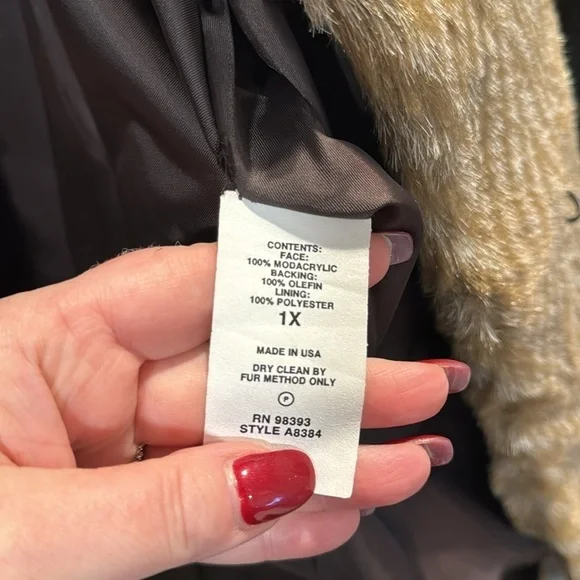 CONTENTS:
FACE:
100% MODACRYLIC
BACKING:
100% OLEFIN
LINING:
100% POLYESTER
1X
MADE IN USA
DRY CLEAN BY
FUR METHOD ONLY
P
RN 98393
STYLE A8384